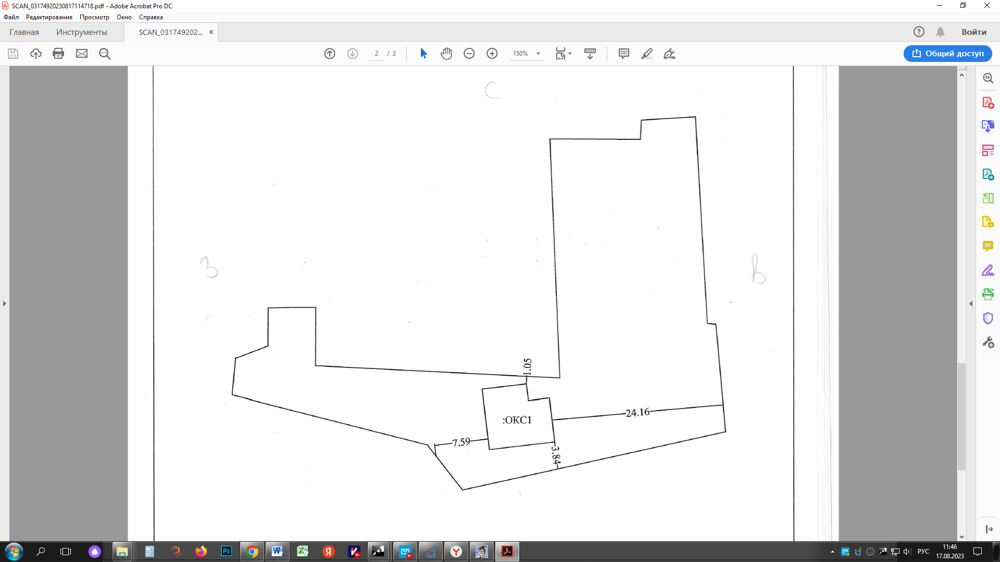 SCAN_03174920230817114718.pdf - Adobe Acrobat Pro DC
Файл Редактирование Просмотр Окно Справка
Главная Инструменты SCAN_031749202... ×
Войти
2 / 2 150% Общий доступ
С
З
В
1.05
:ОКС1
24.16
7.59
3.84
РУС
11:46
17.08.2023